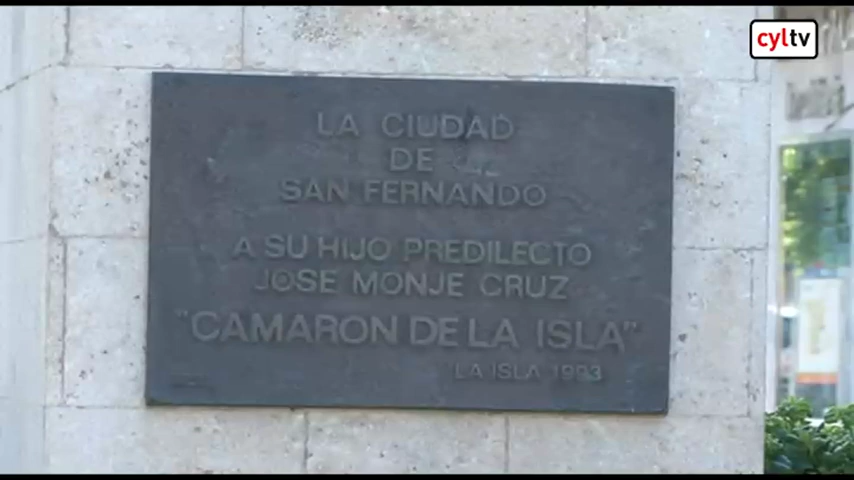 cyltv
LA CIUDAD
DE
SAN FERNANDO
A SU HIJO PREDILECTO
JOSE MONJE CRUZ
"CAMARON DE LA ISLA"
LA ISLA 1993